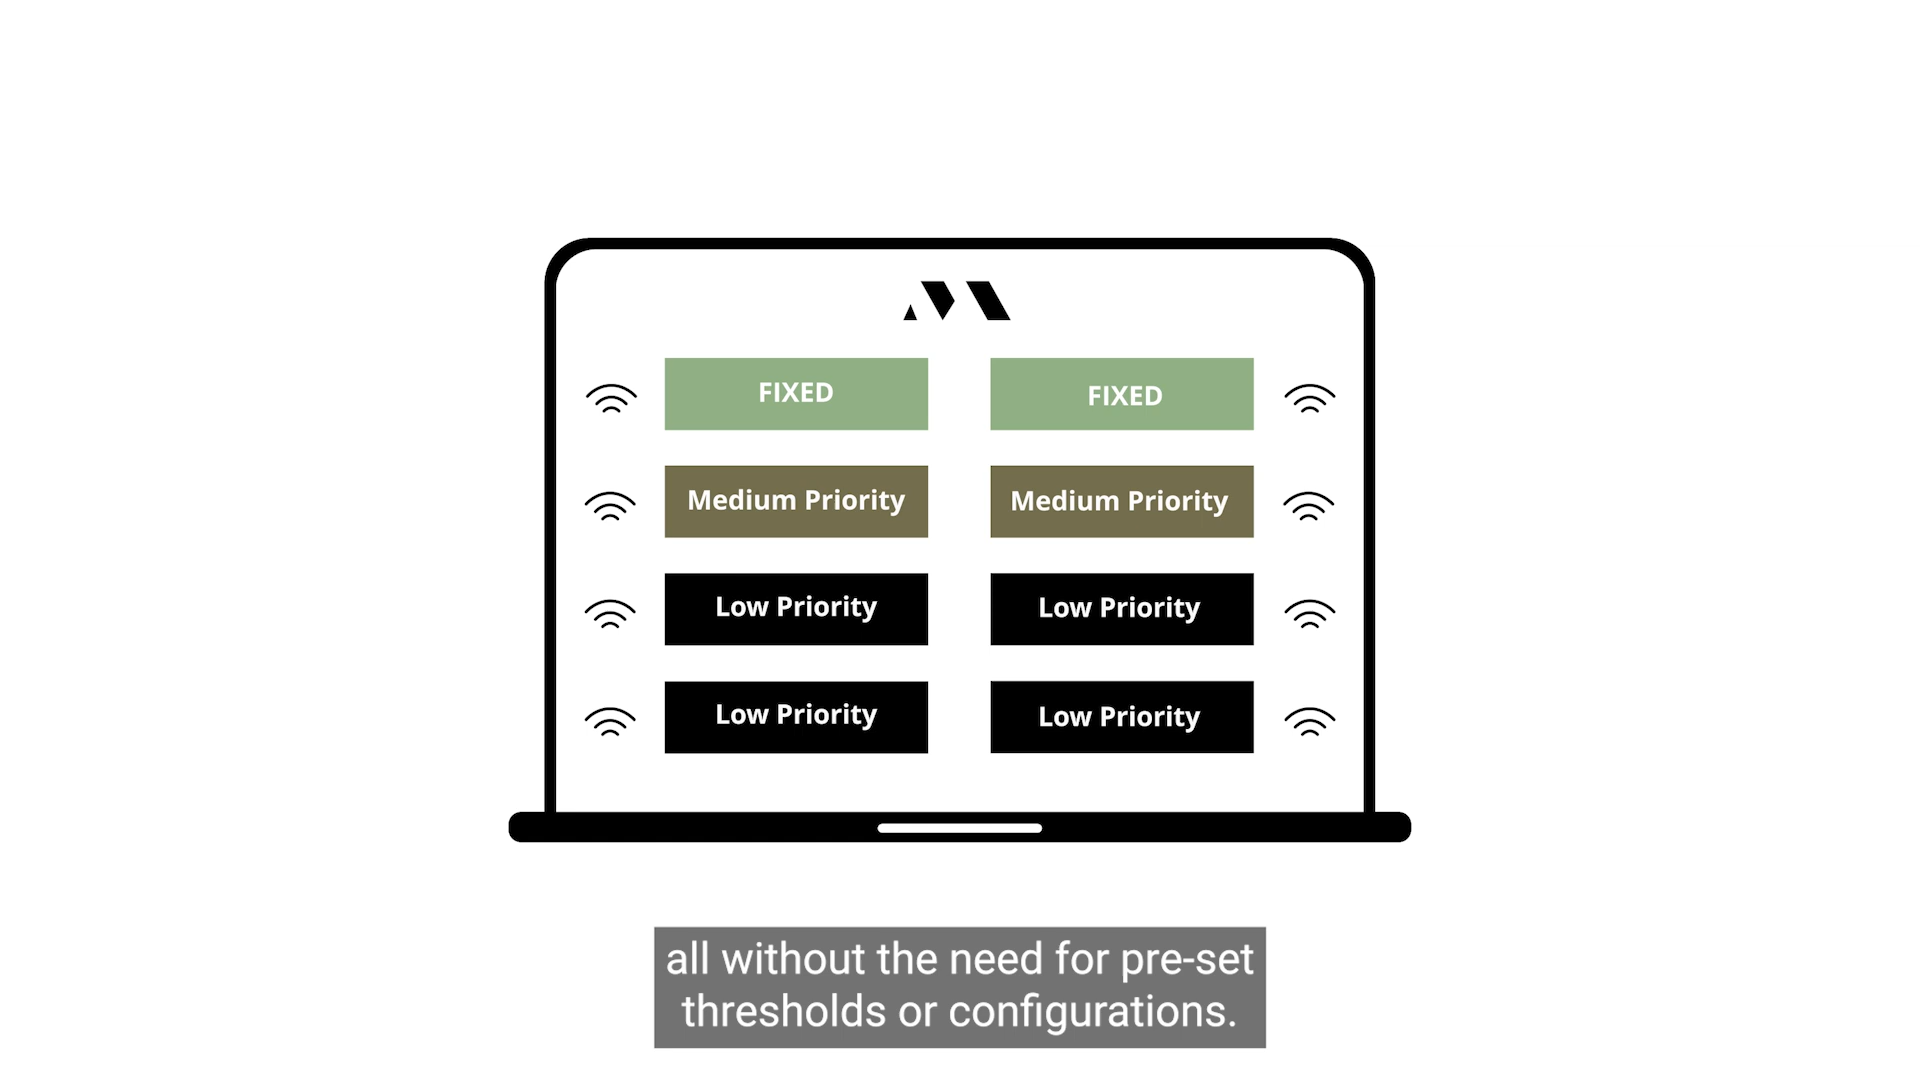 FIXED
FIXED
Medium Priority
Medium Priority
Low Priority
Low Priority
Low Priority
Low Priority
all without the need for pre-set
thresholds or configurations.